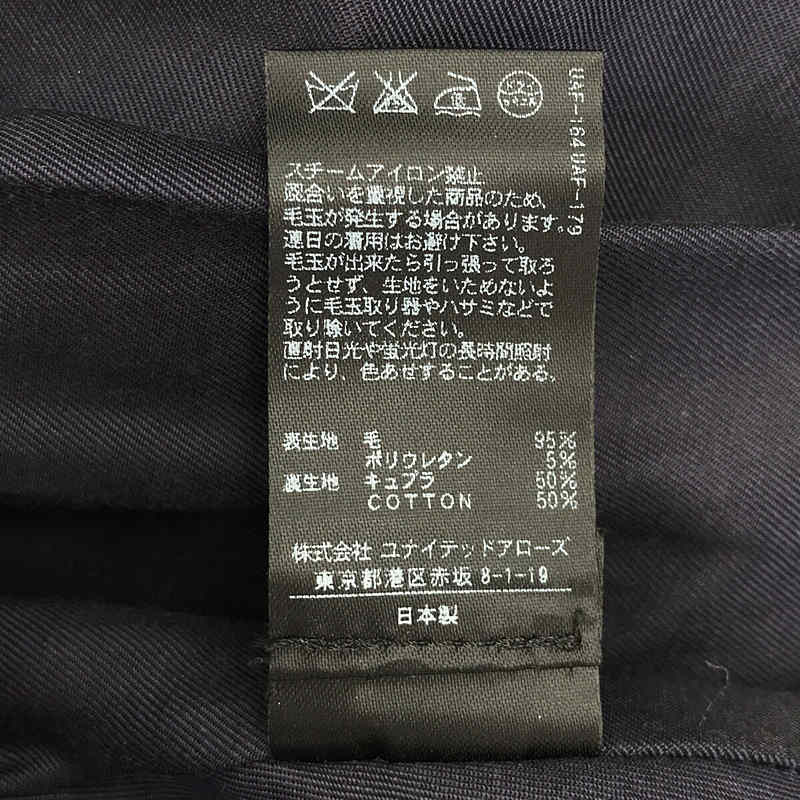 UAF-164 UAF-179
スチームアイロン禁止
風合いを重視した商品のため、
毛玉が発生する場合があります。
連日の着用はお避け下さい。
毛玉が出来たら引っ張って取ろ
うとせず、生地をいためないよ
うに毛玉取り器やハサミなどで
取り除いてください。
直射日光や蛍光灯の長時間照射
により、色あせすることがある。
表生地 毛 95%
ポリウレタン 5%
裏生地 キュプラ 50%
COTTON 50%
株式会社 ユナイテッドアローズ
東京都港区赤坂 8-1-19
日本製